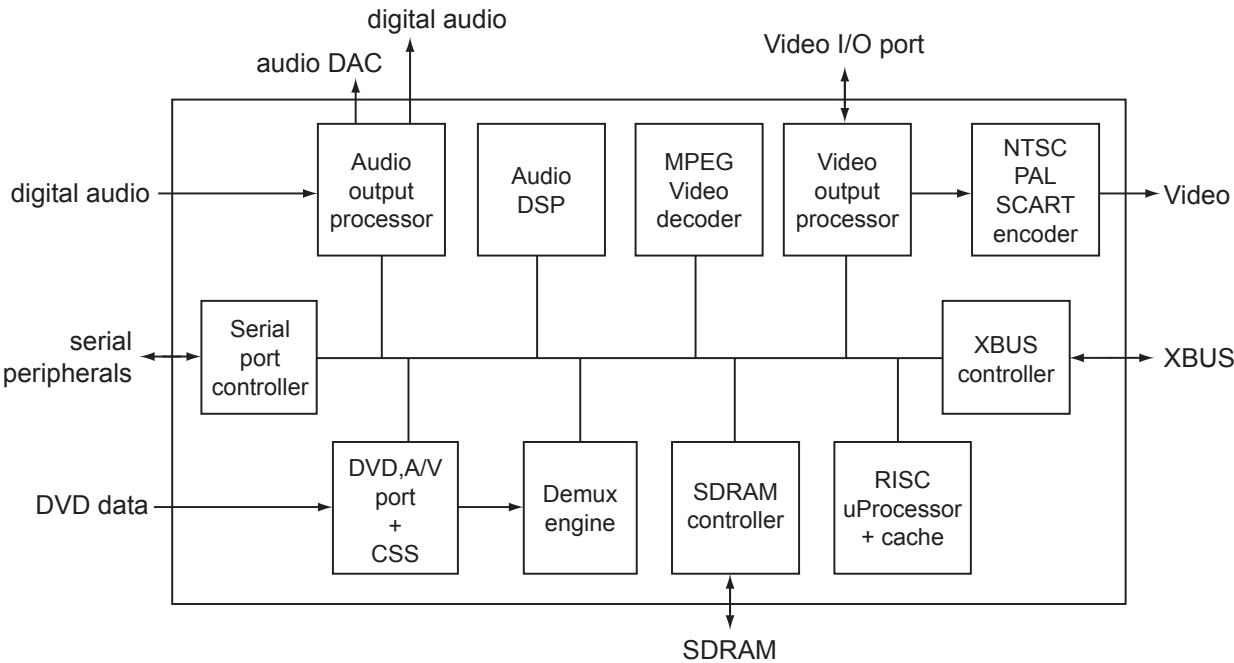 digital audio
audio DAC
Video I/O port
digital audio
Audio
output
processor
Audio
DSP
MPEG
Video
decoder
Video
output
processor
NTSC
PAL
SCART
encoder
Video
serial
peripherals
Serial
port
controller
XBUS
controller
XBUS
DVD data
DVD,A/V
port
+
CSS
Demux
engine
SDRAM
controller
RISC
uProcessor
+ cache
SDRAM